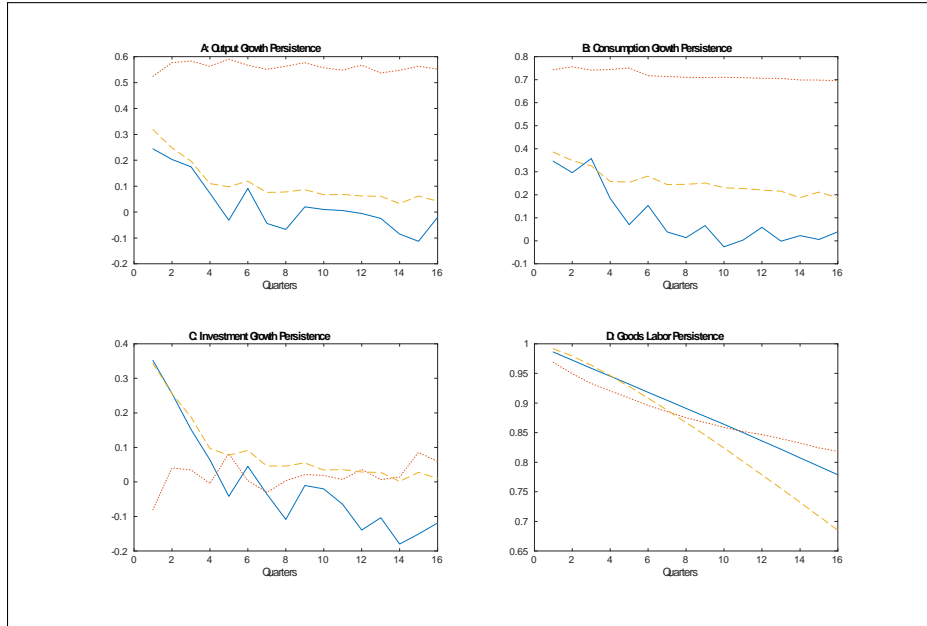 A: Output Growth Persistence
0.6
0.5
0.4
0.3
0.2
0.1
0
-0.1
-0.2
0 2 4 6 8 10 12 14 16
Quarters
B: Consumption Growth Persistence
0.8
0.7
0.6
0.5
0.4
0.3
0.2
0.1
0
-0.1
0 2 4 6 8 10 12 14 16
Quarters
C: Investment Growth Persistence
0.4
0.3
0.2
0.1
0
-0.1
-0.2
0 2 4 6 8 10 12 14 16
Quarters
D: Goods Labor Persistence
1
0.95
0.9
0.85
0.8
0.75
0.7
0.65
0 2 4 6 8 10 12 14 16
Quarters